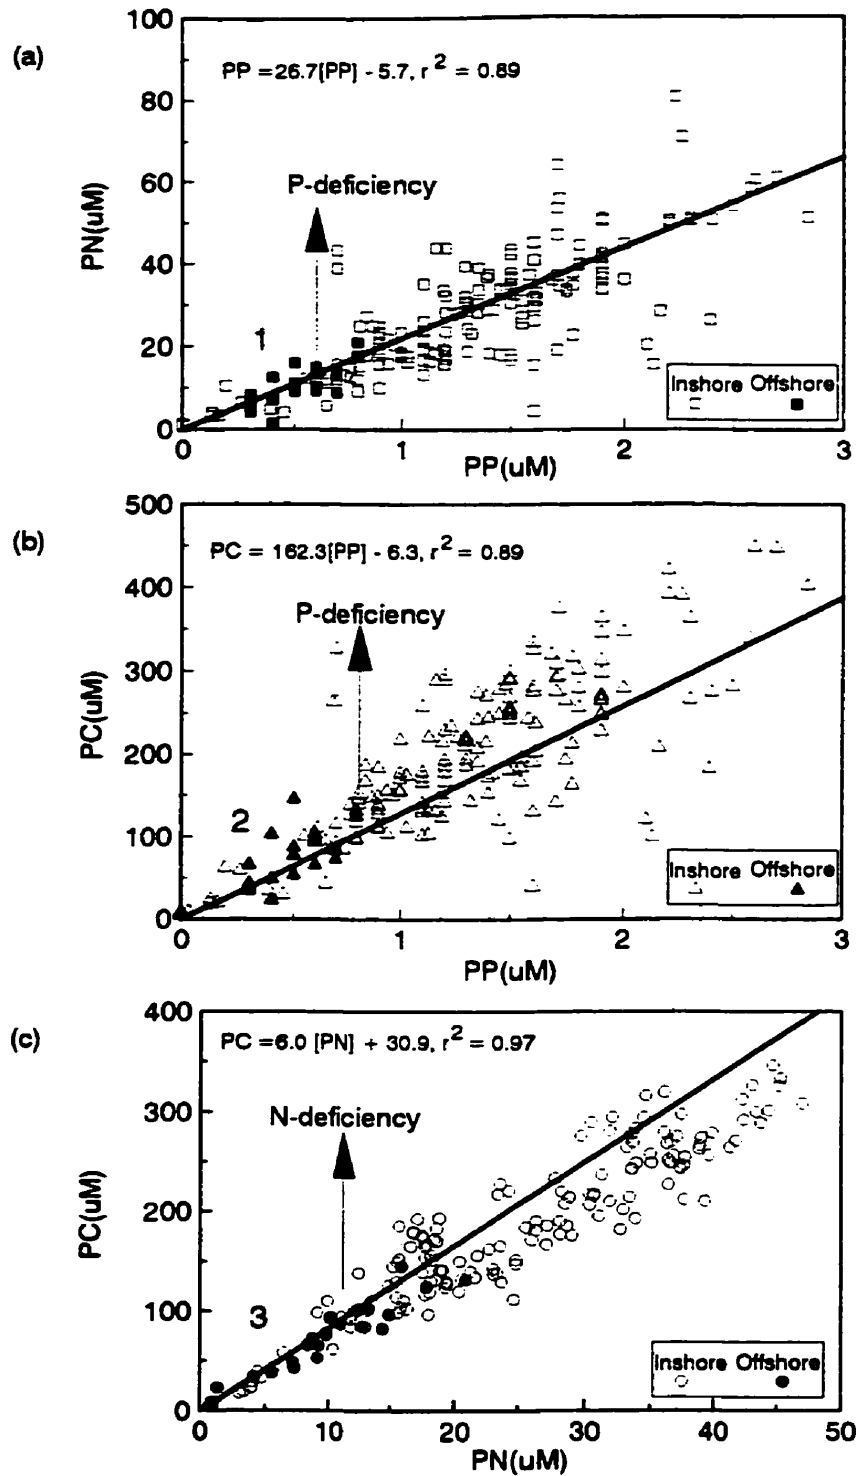 (a)
100
80
60
40
20
0
PN(uM)
PP = 26.7[PP] - 5.7, r² = 0.89
P-deficiency
1
Inshore Offshore
0 1 2 3
PP(uM)
(b)
500
400
300
200
100
0
PC(uM)
PC = 162.3[PP] - 6.3, r² = 0.89
P-deficiency
2
Inshore Offshore
0 1 2 3
PP(uM)
(c)
400
300
200
100
0
PC(uM)
PC =6.0 [PN] + 30.9, r² = 0.97
N-deficiency
3
Inshore Offshore
0 10 20 30 40 50
PN(uM)